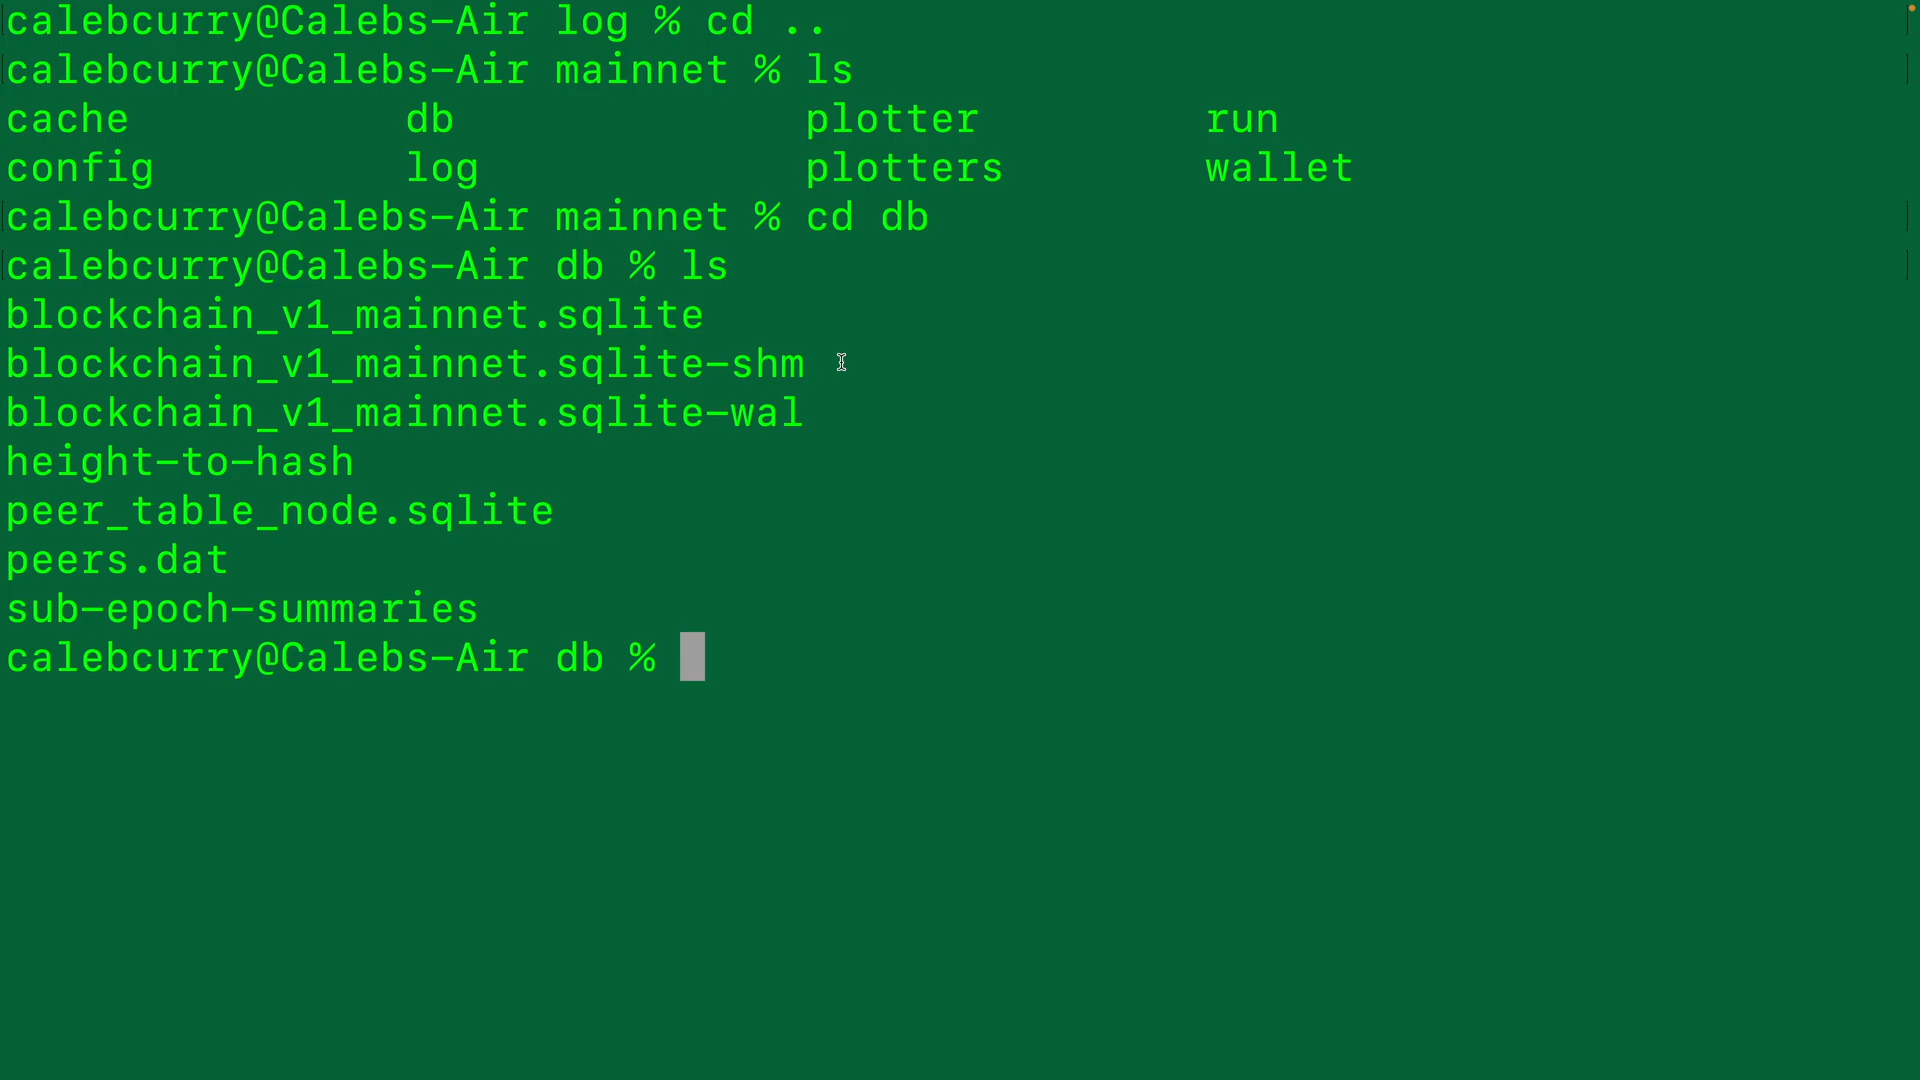 calebcurry@Calebs-Air log % cd ..
calebcurry@Calebs-Air mainnet % ls
cache db plotter run
config log plotters wallet
calebcurry@Calebs-Air mainnet % cd db
calebcurry@Calebs-Air db % ls
blockchain_v1_mainnet.sqlite
blockchain_v1_mainnet.sqlite-shm
blockchain_v1_mainnet.sqlite-wal
height-to-hash
peer_table_node.sqlite
peers.dat
sub-epoch-summaries
calebcurry@Calebs-Air db %